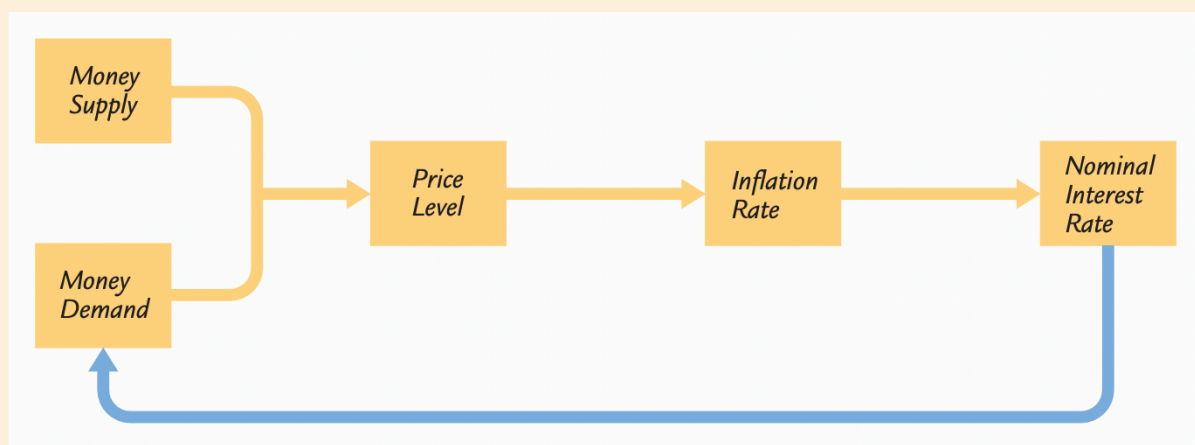 Money
Supply
Money
Demand
Price
Level
Inflation
Rate
Nominal
Interest
Rate